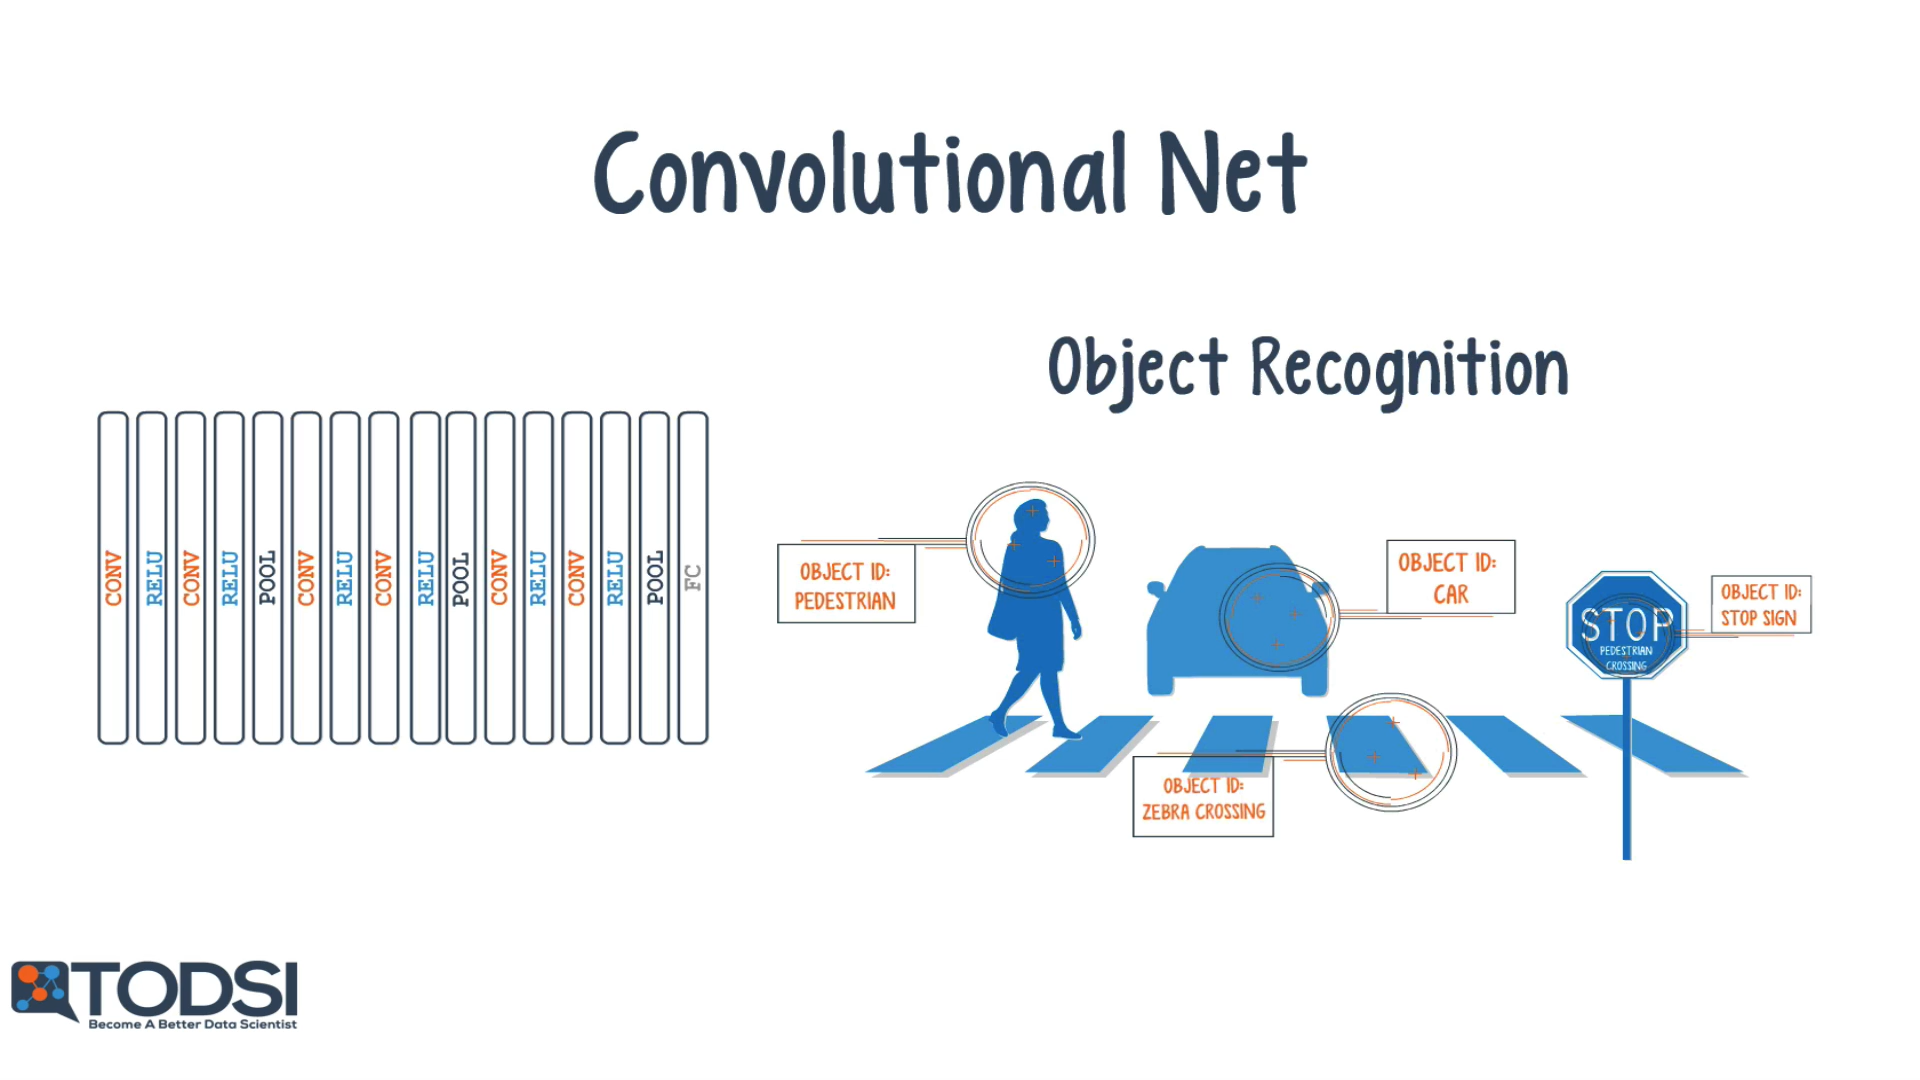 Convolutional Net
Object Recognition
CONV
RELU
CONV
RELU
POOL
CONV
RELU
CONV
RELU
POOL
CONV
RELU
CONV
RELU
POOL
FC
OBJECT ID:
PEDESTRIAN
OBJECT ID:
CAR
STOP
PEDESTRIAN
CROSSING
OBJECT ID:
STOP SIGN
OBJECT ID:
ZEBRA CROSSING
TODSI
Become A Better Data Scientist